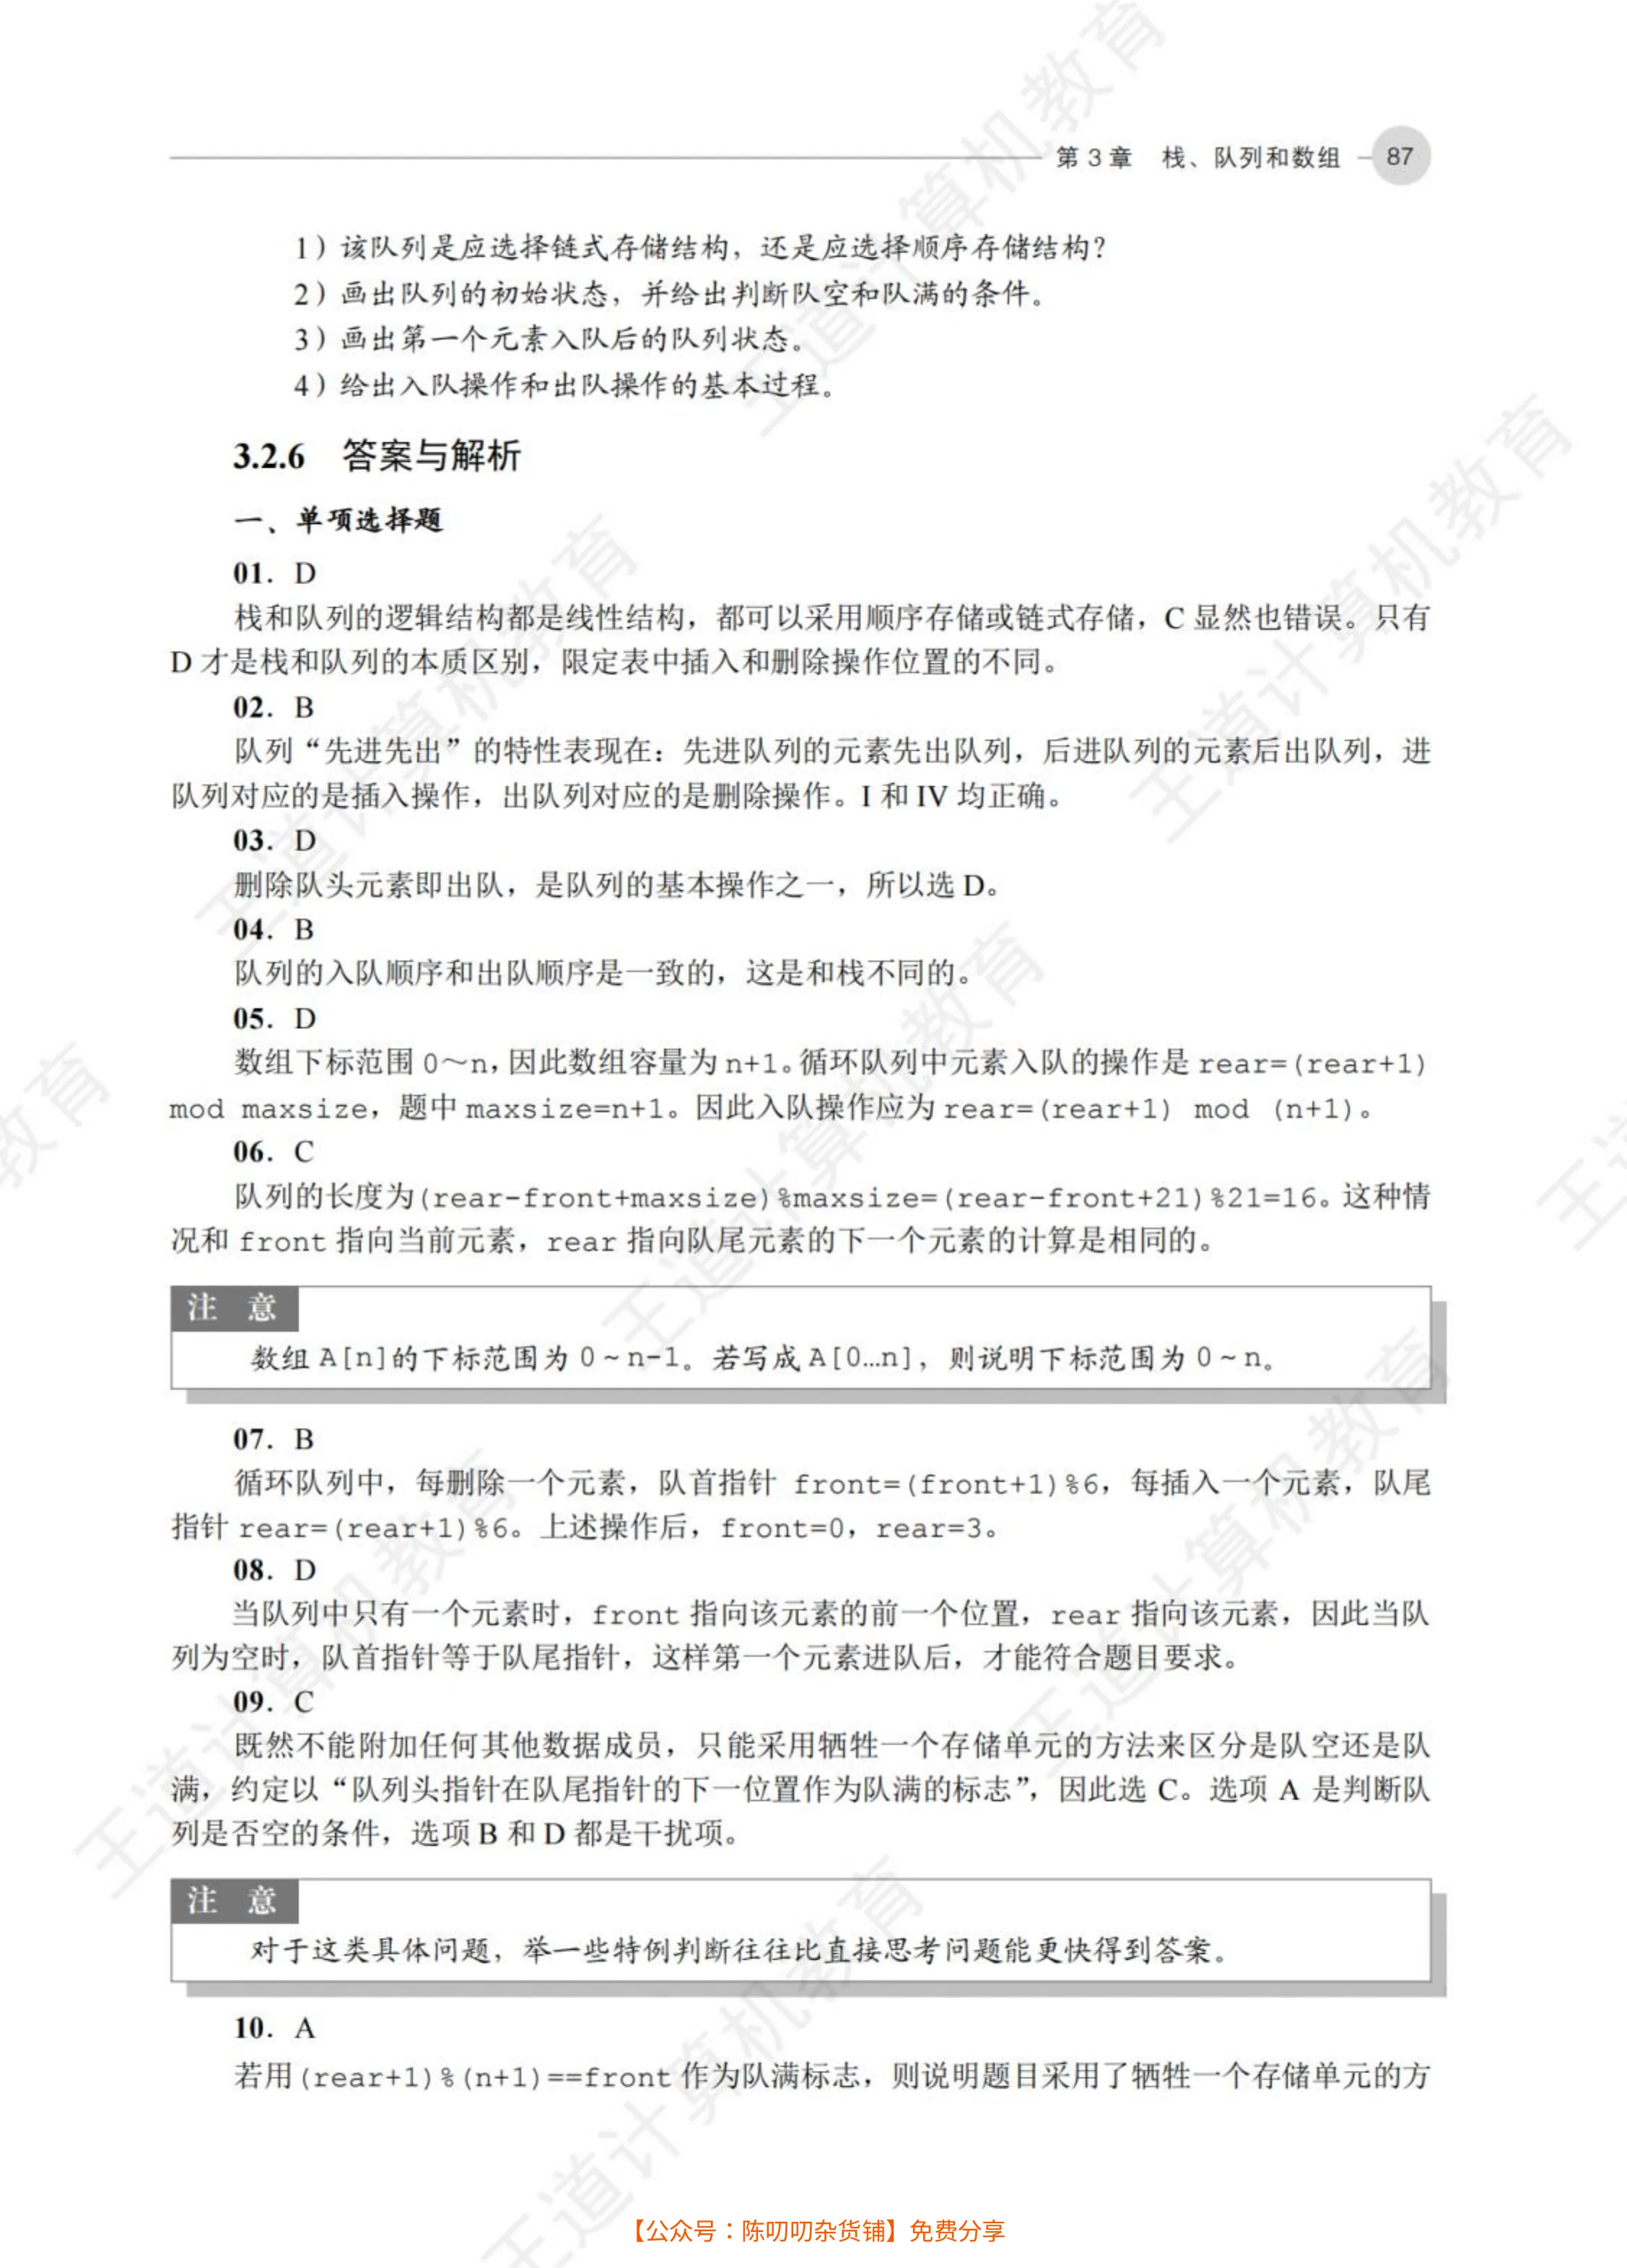 第 3 章 栈、队列和数组 87
1）该队列是应选择链式存储结构，还是应选择顺序存储结构？
2）画出队列的初始状态，并给出判断队空和队满的条件。
3）画出第一个元素入队后的队列状态。
4）给出入队操作和出队操作的基本过程。
3.2.6 答案与解析
一、单项选择题
01. D
栈和队列的逻辑结构都是线性结构，都可以采用顺序存储或链式存储，C 显然也错误。只有
D 才是栈和队列的本质区别，限定表中插入和删除操作位置的不同。
02. B
队列“先进先出”的特性表现在：先进队列的元素先出队列，后进队列的元素后出队列，进
队列对应的是插入操作，出队列对应的是删除操作。I 和 IV 均正确。
03. D
删除队头元素即出队，是队列的基本操作之一，所以选 D。
04. B
队列的入队顺序和出队顺序是一致的，这是和栈不同的。
05. D
数组下标范围 0～n，因此数组容量为 n+1。循环队列中元素入队的操作是 rear=(rear+1)
mod maxsize，题中 maxsize=n+1。因此入队操作应为 rear=(rear+1) mod (n+1)。
06. C
队列的长度为(rear-front+maxsize)%maxsize=(rear-front+21)%21=16。这种情
况和 front 指向当前元素，rear 指向队尾元素的下一个元素的计算是相同的。
注 意
数组 A[n]的下标范围为 0～n-1。若写成 A[0…n]，则说明下标范围为 0～n。
07. B
循环队列中，每删除一个元素，队首指针 front=(front+1)%6，每插入一个元素，队尾
指针 rear=(rear+1)%6。上述操作后，front=0，rear=3。
08. D
当队列中只有一个元素时，front 指向该元素的前一个位置，rear 指向该元素，因此当队
列为空时，队首指针等于队尾指针，这样第一个元素进队后，才能符合题目要求。
09. C
既然不能附加任何其他数据成员，只能采用牺牲一个存储单元的方法来区分是队空还是队
满，约定以“队列头指针在队尾指针的下一位置作为队满的标志”，因此选 C。选项 A 是判断队
列是否空的条件，选项 B 和 D 都是干扰项。
注 意
对于这类具体问题，举一些特例判断往往比直接思考问题能更快得到答案。
10. A
若用(rear+1)%(n+1)==front 作为队满标志，则说明题目采用了牺牲一个存储单元的方
【公众号：陈叨叨杂货铺】免费分享
王道计算机教育